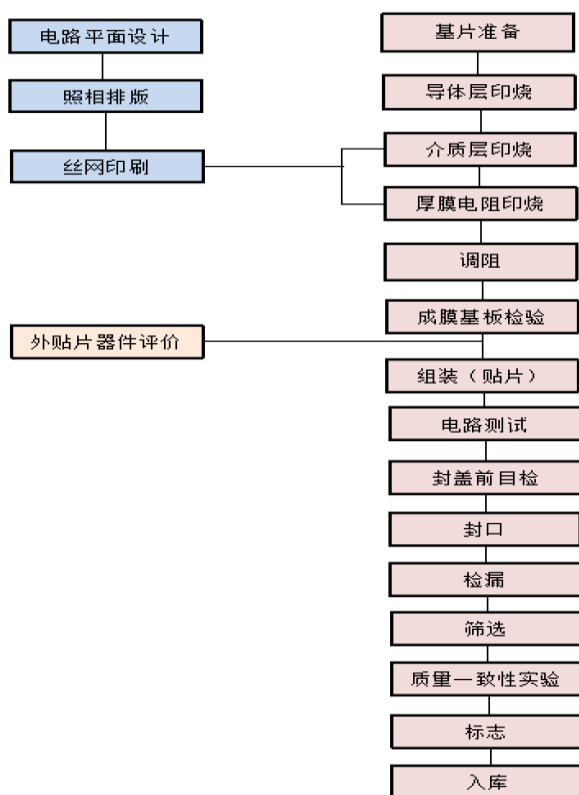 电路平面设计
照相排版
丝网印刷
外贴片器件评价
基片准备
导体层印烧
介质层印烧
厚膜电阻印烧
调阻
成膜基板检验
组装（贴片）
电路测试
封盖前目检
封口
检漏
筛选
质量一致性实验
标志
入库